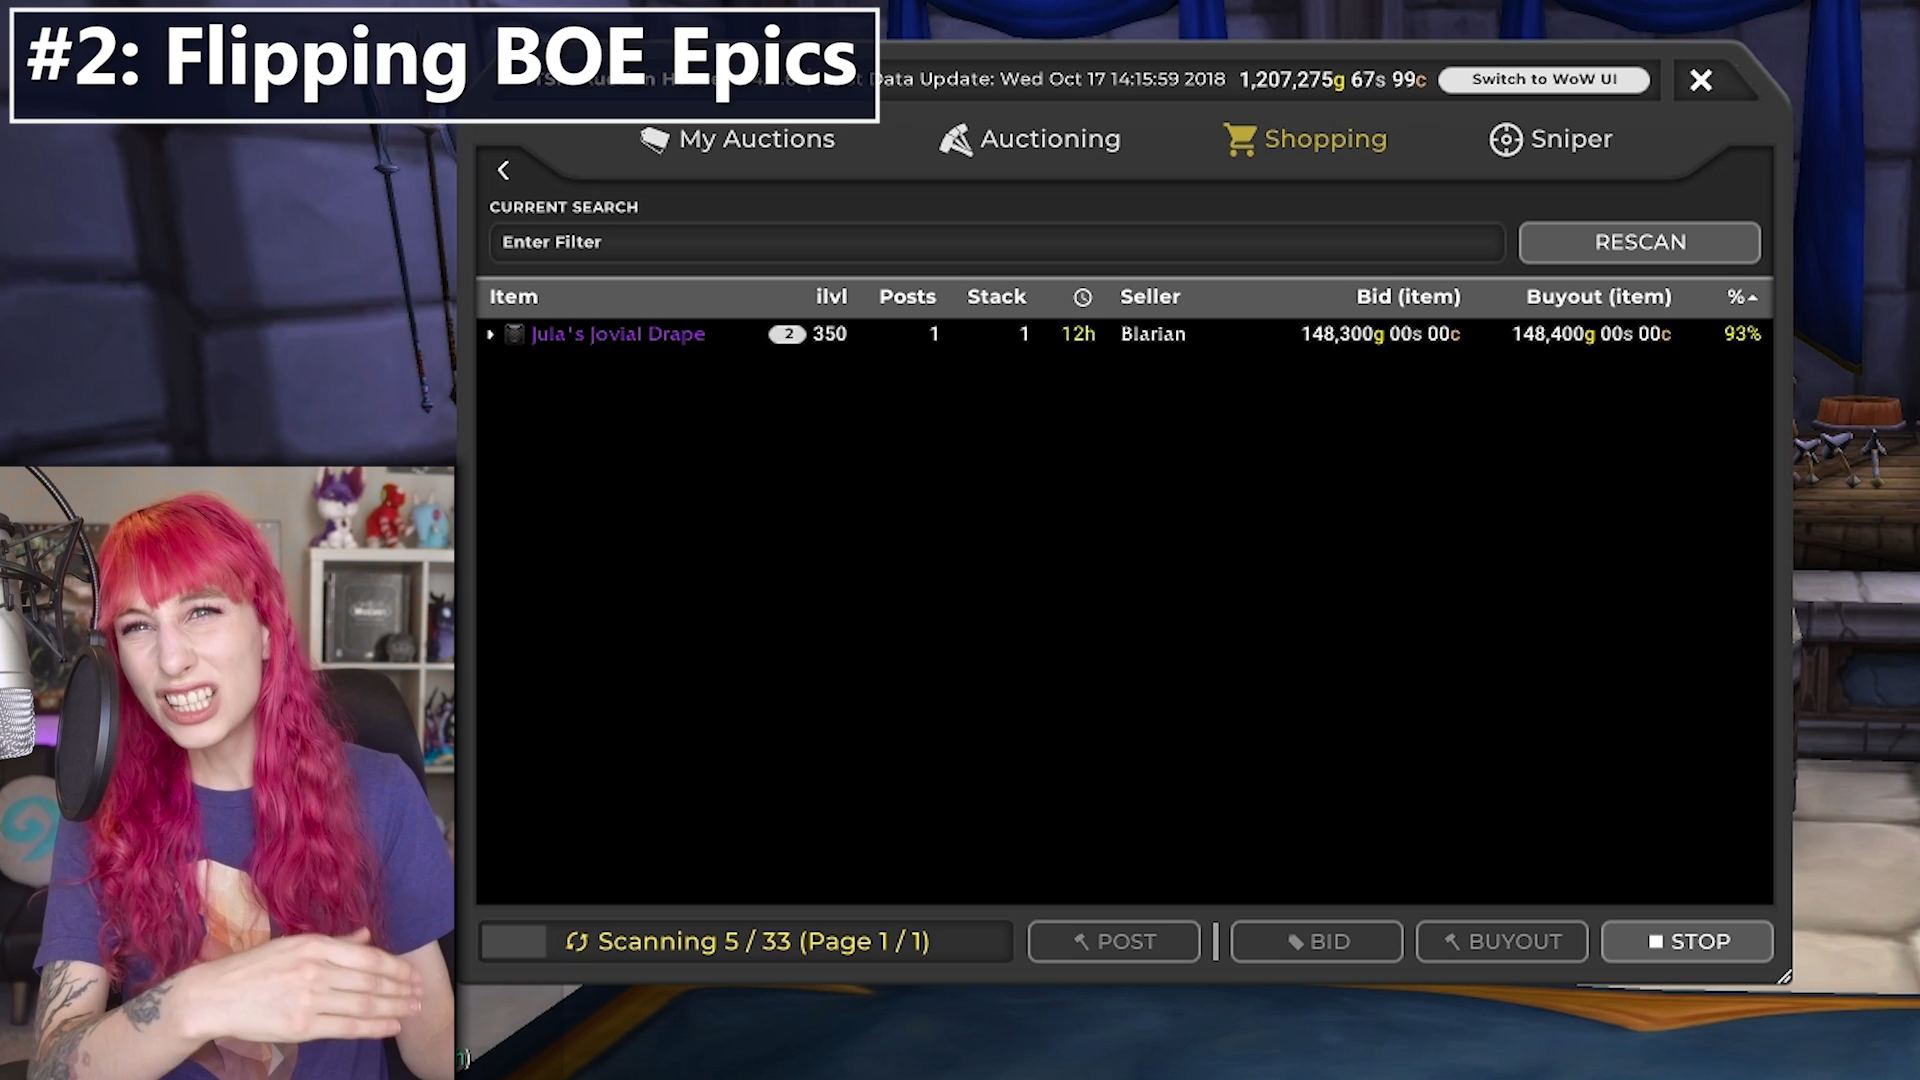 #2: Flipping BOE Epics
Data Update: Wed Oct 17 14:15:59 2018 1,207,275g 67s 99c Switch to WoW UI
My Auctions Auctioning Shopping Sniper
CURRENT SEARCH
Enter Filter RESCAN
Item ilvl Posts Stack Seller Bid (item) Buyout (item) %
Jula's Jovial Drape 2 350 1 1 12h Blarian 148,300g 00s 00c 148,400g 00s 00c 93%
Scanning 5 / 33 (Page 1 / 1) POST BID BUYOUT STOP